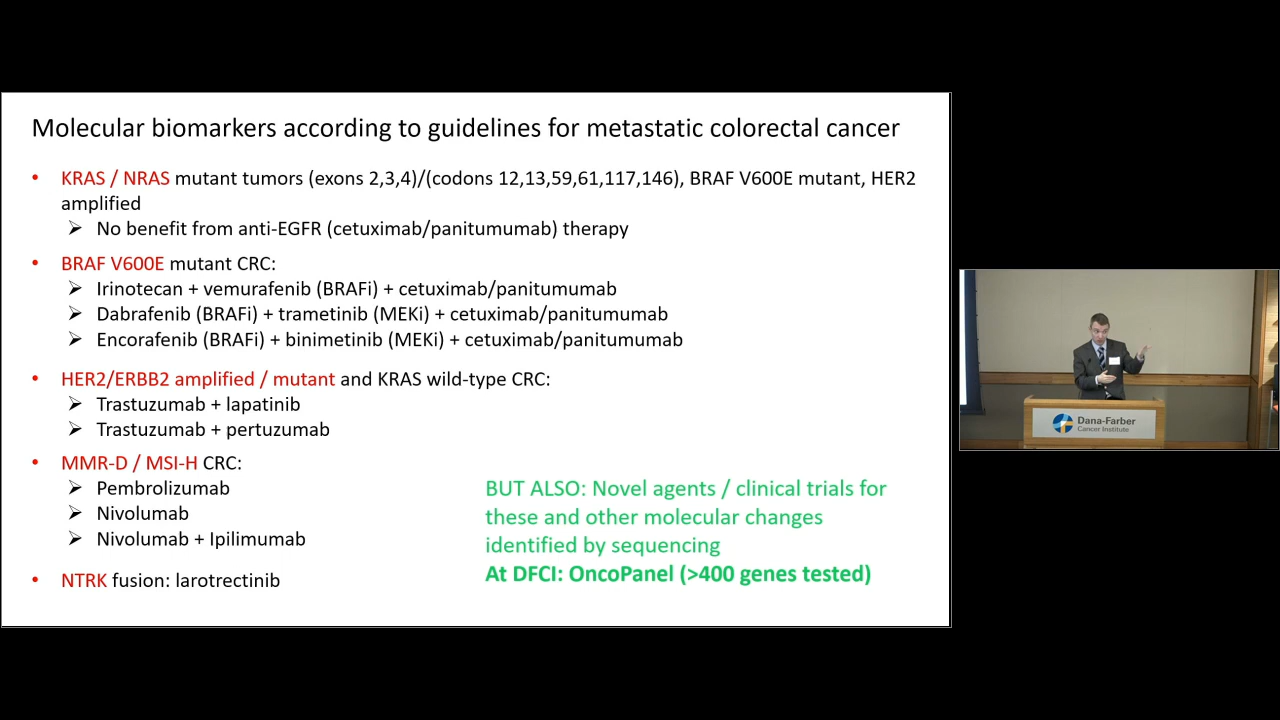 Molecular biomarkers according to guidelines for metastatic colorectal cancer
• KRAS / NRAS mutant tumors (exons 2,3,4)/(codons 12,13,59,61,117,146), BRAF V600E mutant, HER2
amplified
➢ No benefit from anti-EGFR (cetuximab/panitumumab) therapy
• BRAF V600E mutant CRC:
➢ Irinotecan + vemurafenib (BRAFi) + cetuximab/panitumumab
➢ Dabrafenib (BRAFi) + trametinib (MEKi) + cetuximab/panitumumab
➢ Encorafenib (BRAFi) + binimetinib (MEKi) + cetuximab/panitumumab
• HER2/ERBB2 amplified / mutant and KRAS wild-type CRC:
➢ Trastuzumab + lapatinib
➢ Trastuzumab + pertuzumab
• MMR-D / MSI-H CRC:
➢ Pembrolizumab
➢ Nivolumab
➢ Nivolumab + Ipilimumab
• NTRK fusion: larotrectinib
BUT ALSO: Novel agents / clinical trials for
these and other molecular changes
identified by sequencing
At DFCI: OncoPanel (>400 genes tested)
Dana-Farber
Cancer Institute